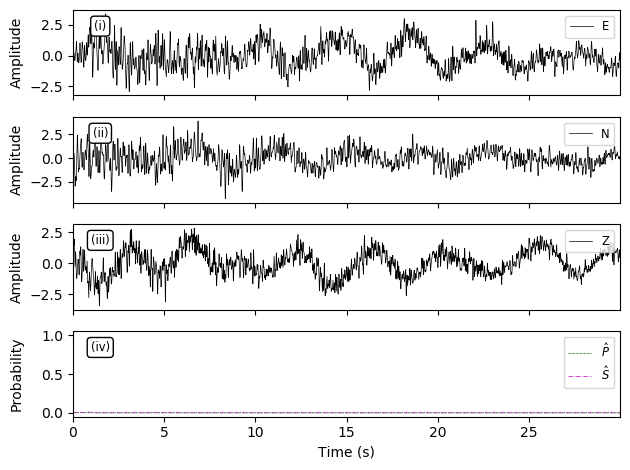 (i)
E
Amplitude
2.5
0.0
−2.5
(ii)
N
Amplitude
2.5
0.0
−2.5
(iii)
Z
Amplitude
2.5
0.0
−2.5
(iv)
P̂
Ŝ
Probability
1.0
0.5
0.0
0 5 10 15 20 25
Time (s)